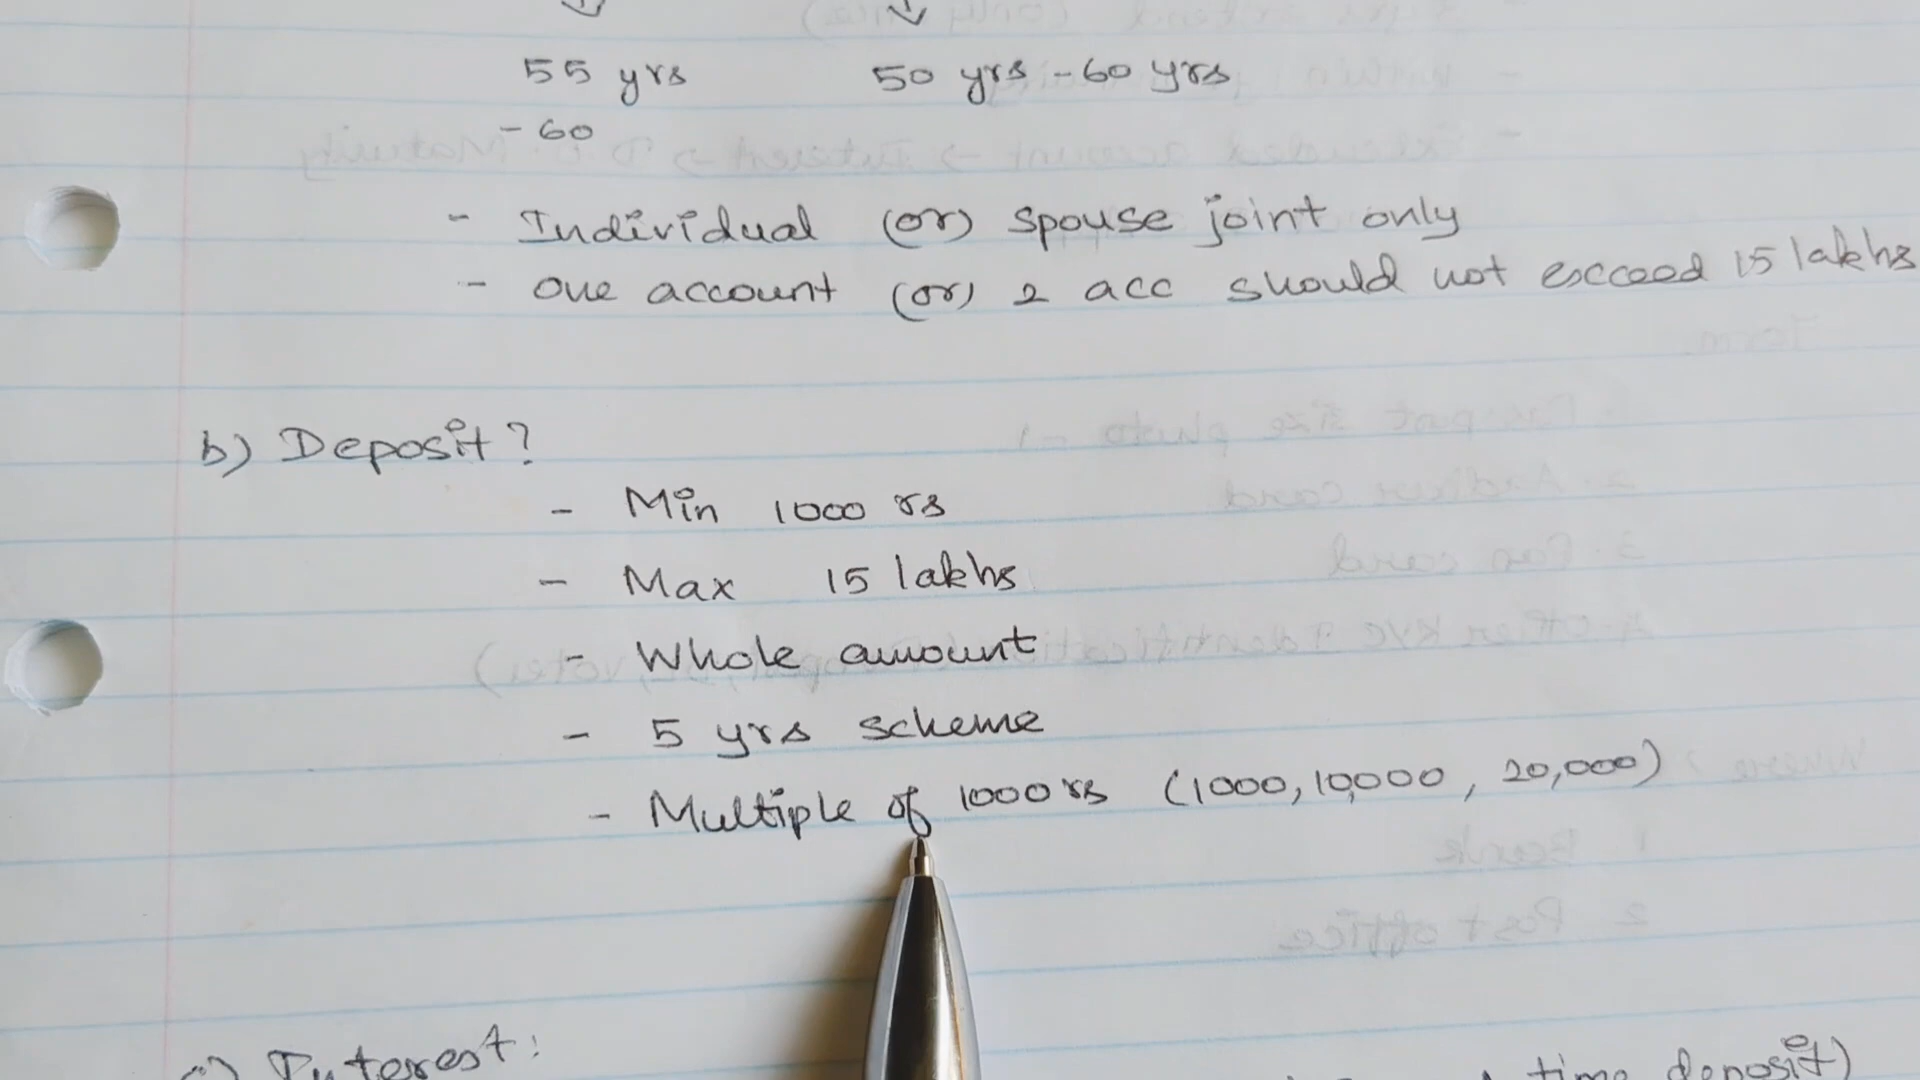 55 yrs 50 yrs - 60 yrs
- 60
- Individual (or) spouse joint only
- one account (or) 2 acc should not exceed 15 lakhs
b) Deposit?
- Min 1000 rs
- Max 15 lakhs
- Whole amount
- 5 yrs scheme
- Multiple of 1000 rs (1000, 10,000, 20,000)
c) Interest:
time deposit)